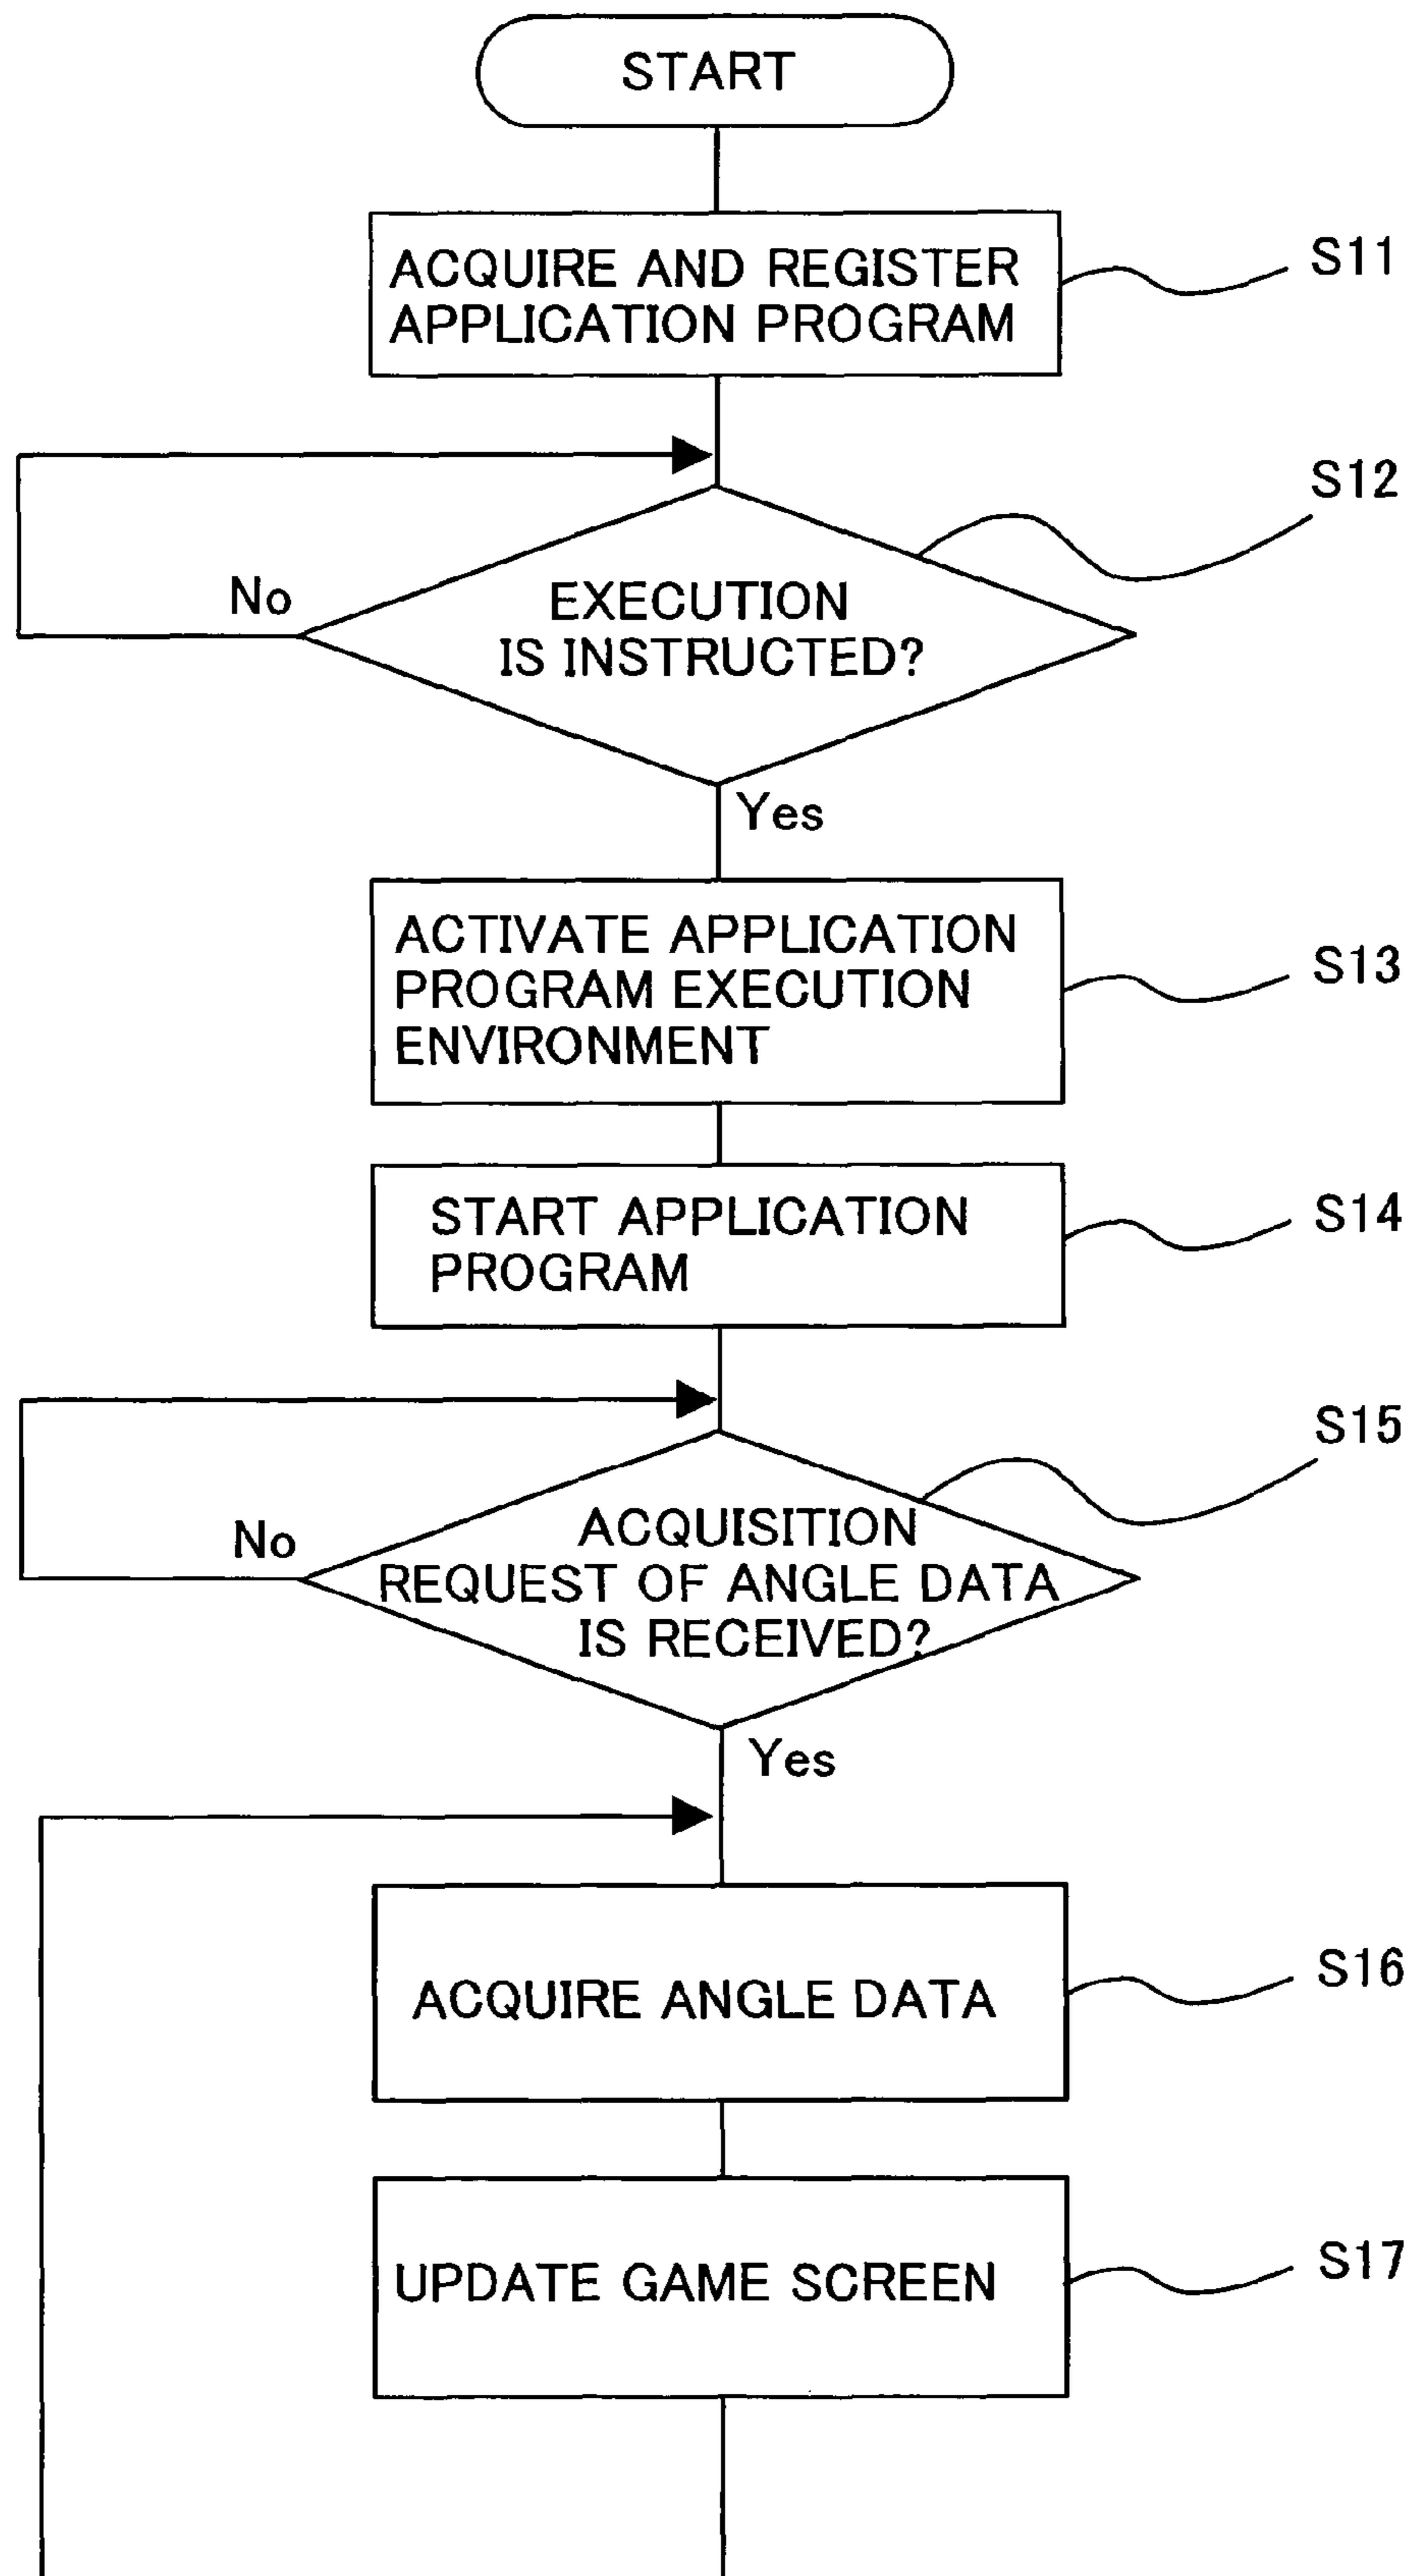 START
ACQUIRE AND REGISTER
APPLICATION PROGRAM
S11
S12
EXECUTION
IS INSTRUCTED?
No
Yes
ACTIVATE APPLICATION
PROGRAM EXECUTION
ENVIRONMENT
S13
START APPLICATION
PROGRAM
S14
S15
ACQUISITION
REQUEST OF ANGLE DATA
IS RECEIVED?
No
Yes
ACQUIRE ANGLE DATA
S16
UPDATE GAME SCREEN
S17